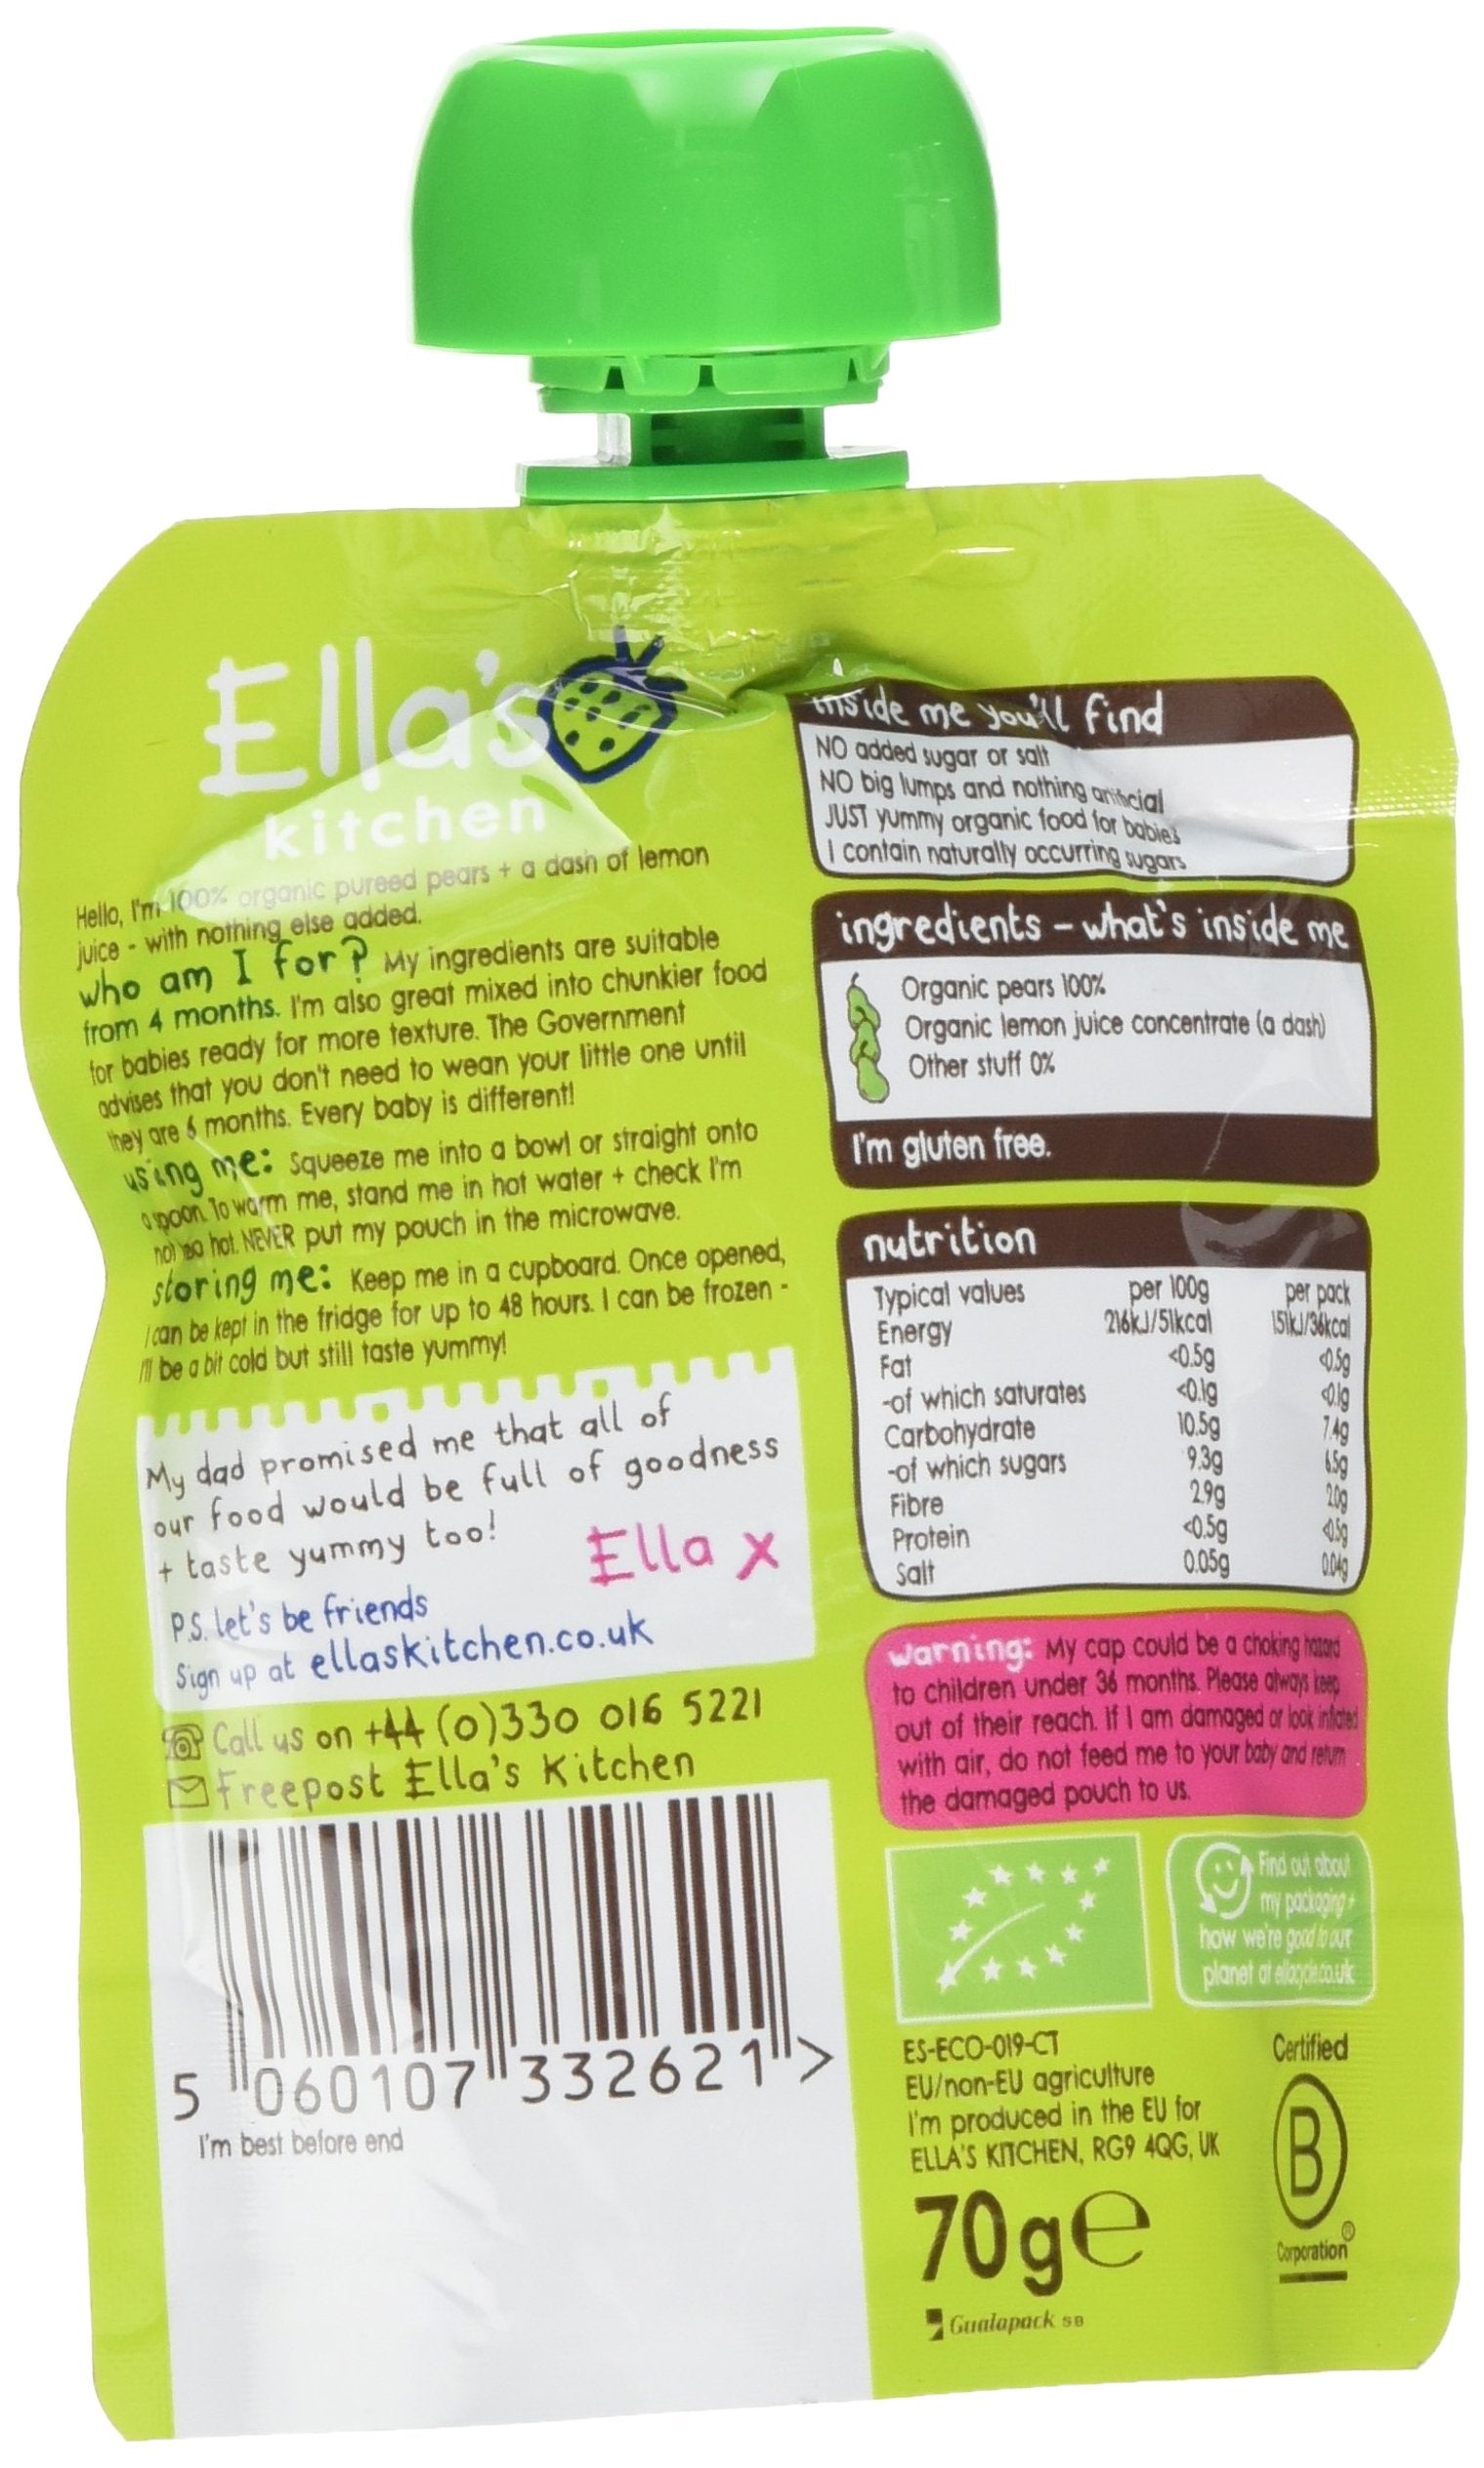 Ella's
kitchen
Hello, I'm 100% organic pureed pears + a dash of lemon
juice - with nothing else added.
who am I for? My ingredients are suitable
from 4 months. I'm also great mixed into chunkier food
for babies ready for more texture. The Government
advises that you don't need to wean your little one until
they are 6 months. Every baby is different!
using me: Squeeze me into a bowl or straight onto
a spoon. To warm me, stand me in hot water + check I'm
not too hot. NEVER put my pouch in the microwave.
storing me: Keep me in a cupboard. Once opened,
I can be kept in the fridge for up to 48 hours. I can be frozen -
I'll be a bit cold but still taste yummy!
My dad promised me that all of
our food would be full of goodness
+ taste yummy too!
Ella x
P.S. let's be friends
Sign up at ellaskitchen.co.uk
Call us on +44 (0)330 016 5221
Freepost Ella's Kitchen
5 060107 332621 >
I'm best before end
inside me you'll find
NO added sugar or salt
NO big lumps and nothing artificial
JUST yummy organic food for babies
I contain naturally occurring sugars
ingredients - what's inside me
Organic pears 100%
Organic lemon juice concentrate (a dash)
Other stuff 0%
I'm gluten free.
nutrition
Typical values per 100g per pack
Energy 216kJ/51kcal 151kJ/36kcal
Fat <0.5g <0.5g
-of which saturates <0.1g <0.1g
Carbohydrate 10.5g 7.4g
-of which sugars 9.3g 6.5g
Fibre 2.9g 2.0g
Protein <0.5g <0.5g
Salt 0.05g 0.04g
warning: My cap could be a choking hazard
to children under 36 months. Please always keep
out of their reach. If I am damaged or look inflated
with air, do not feed me to your baby and return
the damaged pouch to us.
Find out about
my packaging +
how we're good to our
planet at ellacycle.co.uk
ES-ECO-019-CT
EU/non-EU agriculture
I'm produced in the EU for
ELLA'S KITCHEN, RG9 4QG, UK
70g e
Gualapack SB
Certified
B
Corporation®